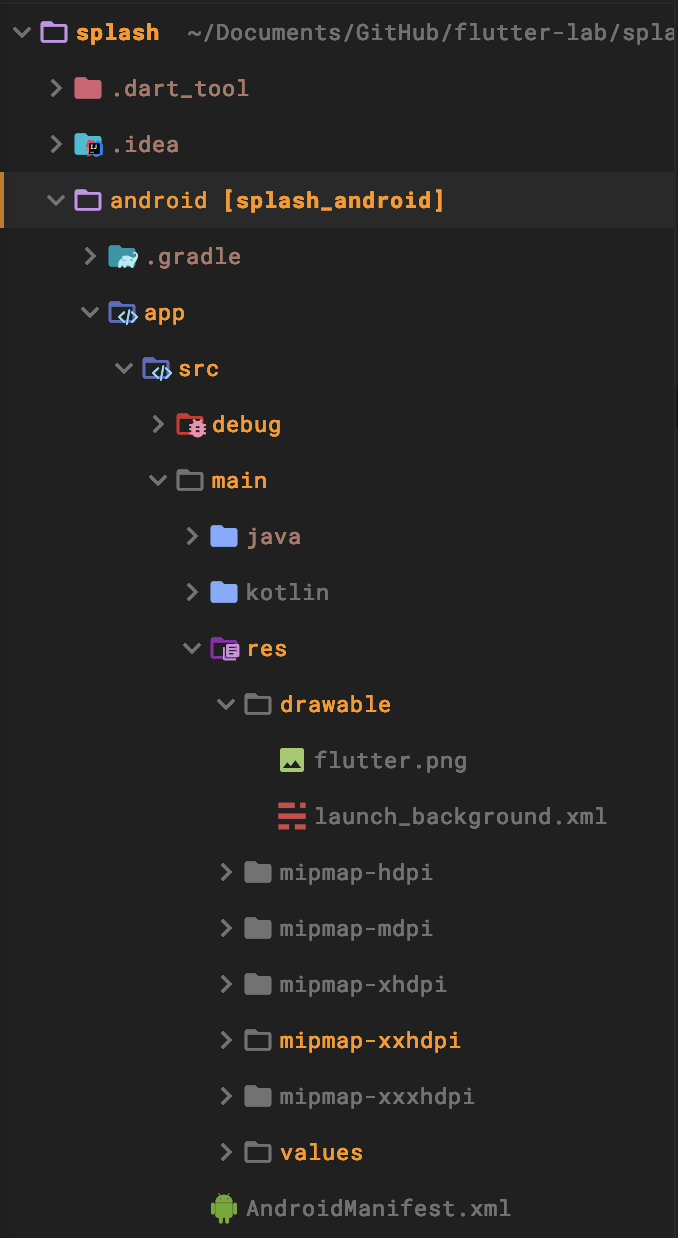 splash ~/Documents/GitHub/flutter-lab/spla
.dart_tool
.idea
android [splash_android]
.gradle
app
src
debug
main
java
kotlin
res
drawable
flutter.png
launch_background.xml
mipmap-hdpi
mipmap-mdpi
mipmap-xhdpi
mipmap-xxhdpi
mipmap-xxxhdpi
values
AndroidManifest.xml